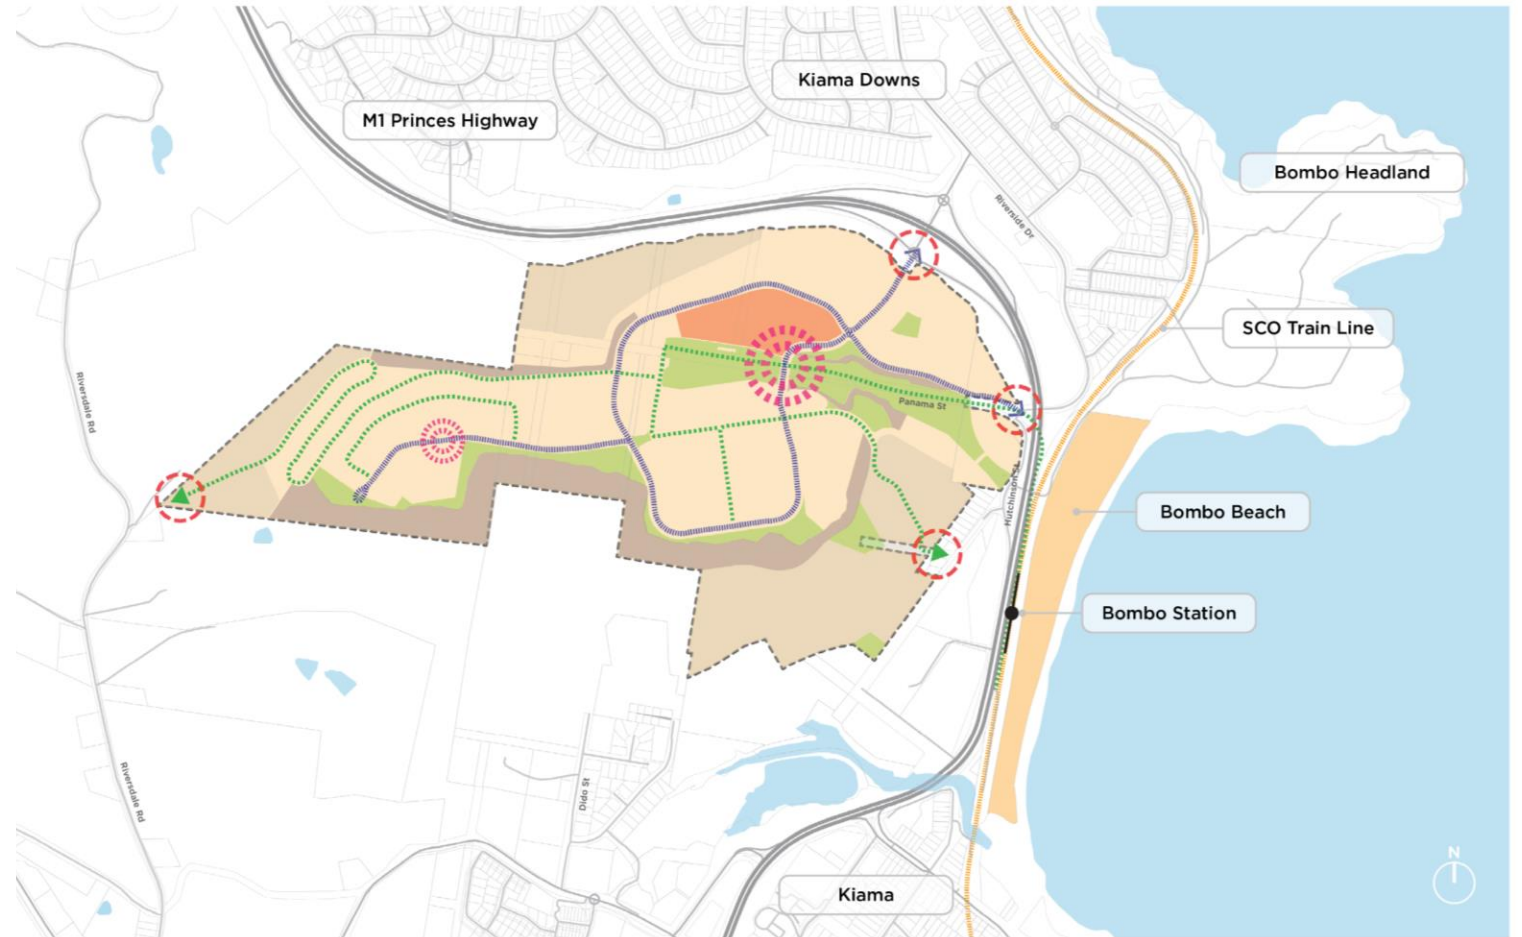 Kiama Downs
M1 Princes Highway
Bombo Headland
Riverside Dr
SCO Train Line
Riversdale Rd
Panama St
Hutchinson St
Bombo Beach
Bombo Station
Riversdale Rd
Dido St
N
Kiama